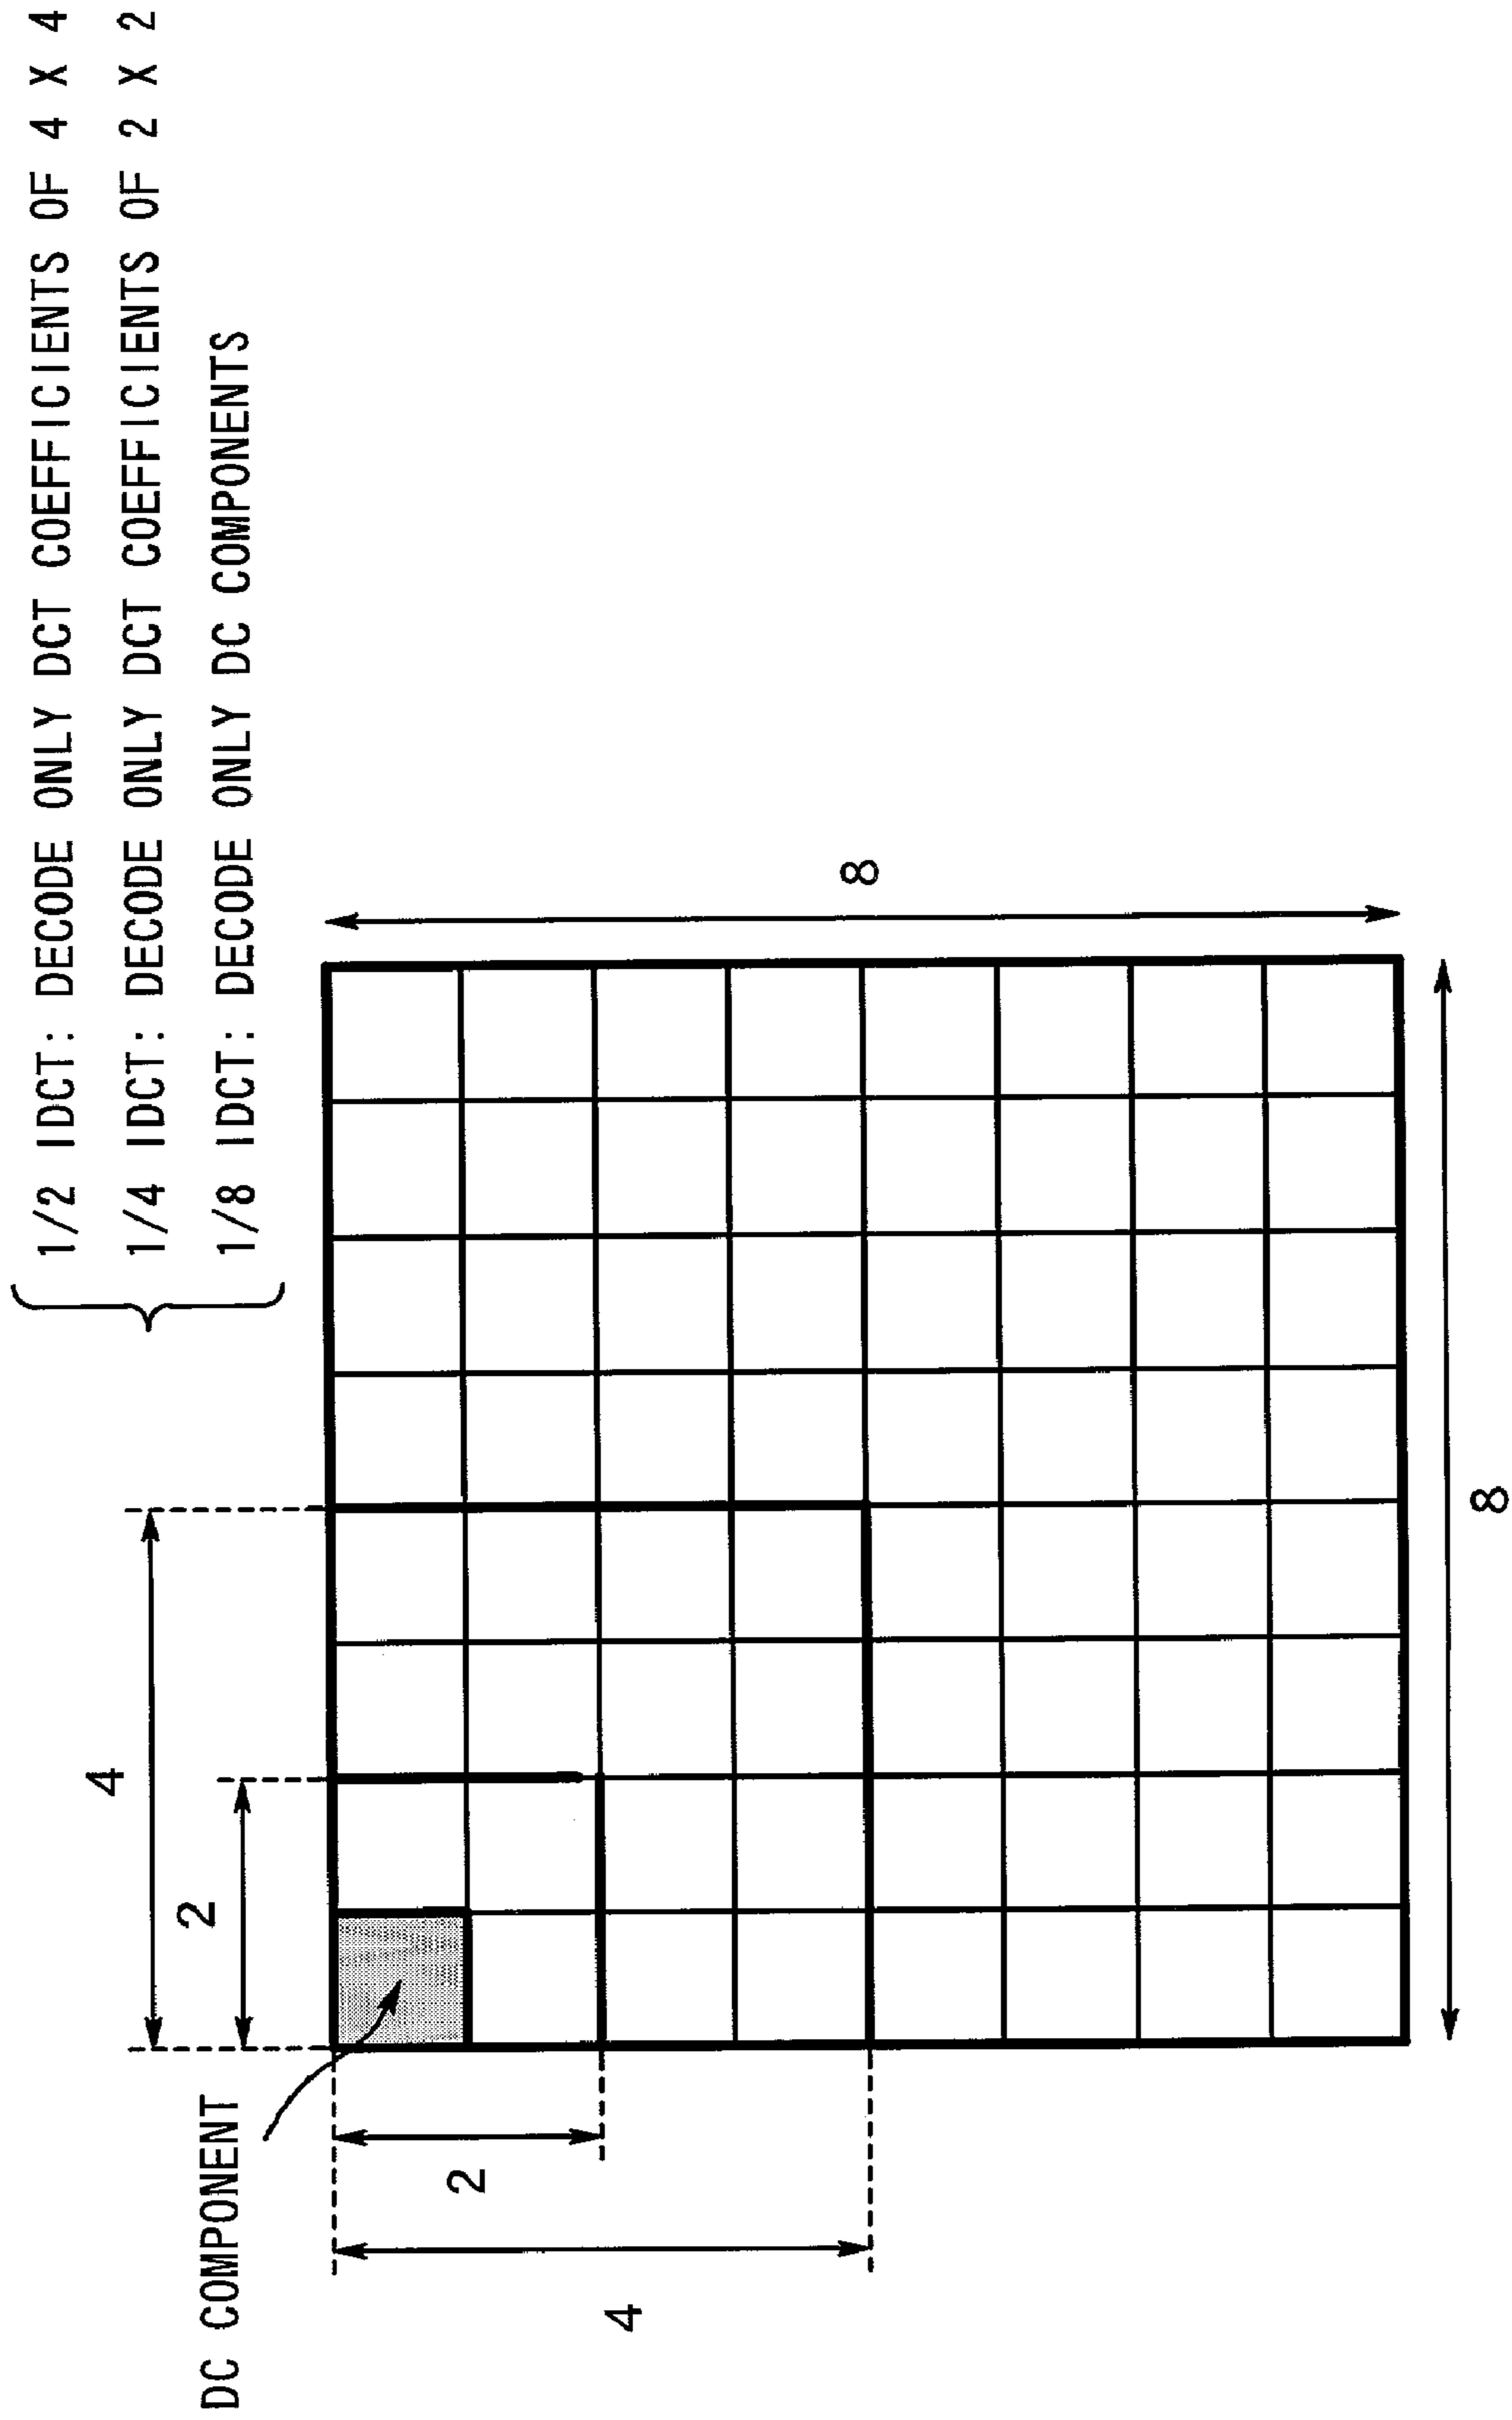 1/2 IDCT: DECODE ONLY DCT COEFFICIENTS OF 4 X 4
1/4 IDCT: DECODE ONLY DCT COEFFICIENTS OF 2 X 2
1/8 IDCT: DECODE ONLY DC COMPONENTS
4
2
DC COMPONENT
2
4
8
8